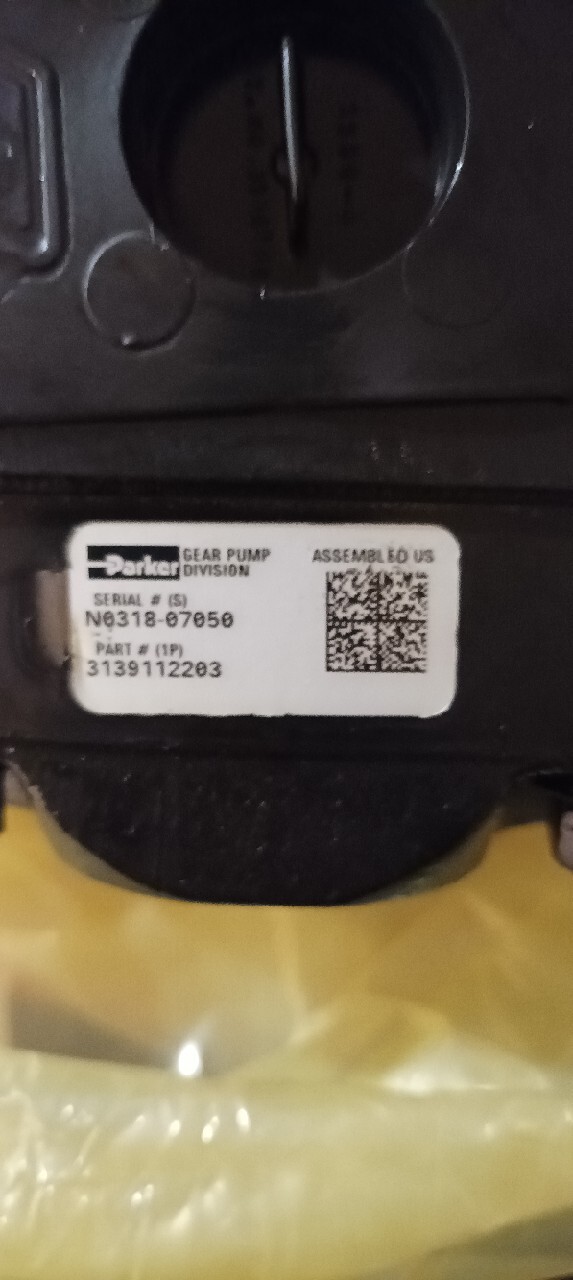 Parker GEAR PUMP DIVISION
ASSEMBLED US
SERIAL # (S)
N0318-07050
PART # (1P)
3139112203